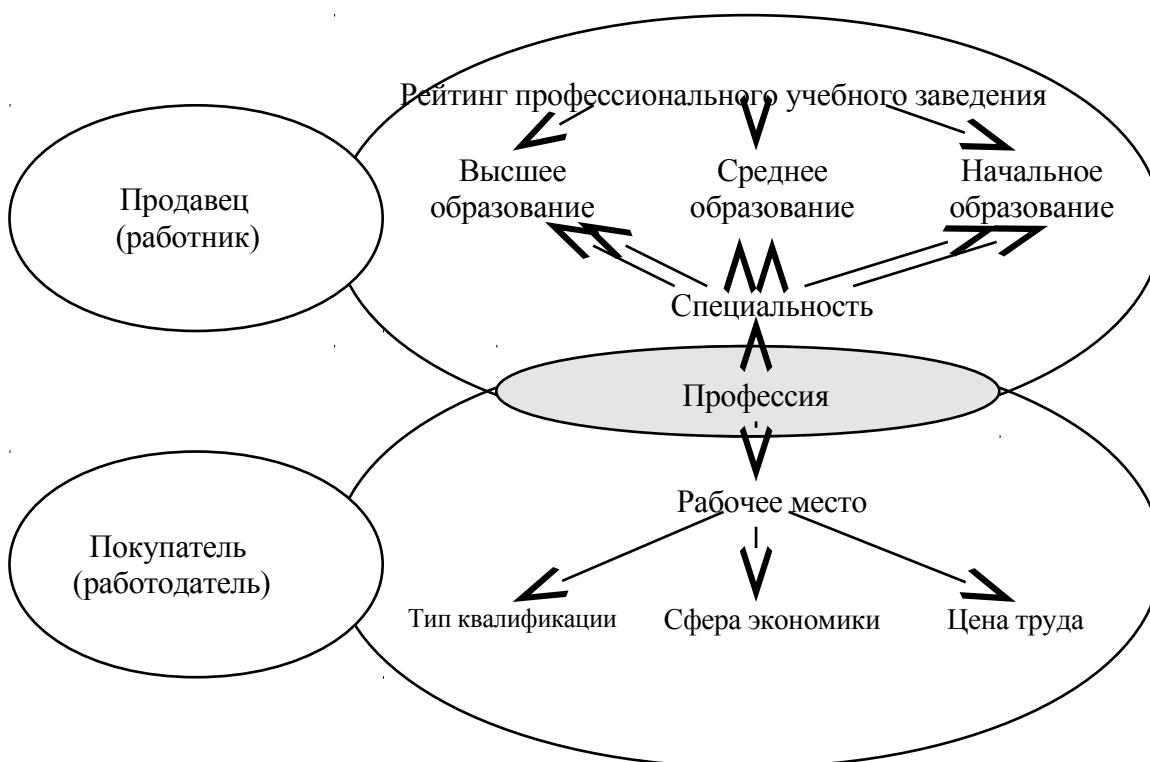 Рейтинг профессионального учебного заведения
Высшее
образование
Среднее
образование
Начальное
образование
Продавец
(работник)
Специальность
Профессия
Рабочее место
Покупатель
(работодатель)
Тип квалификации
Сфера экономики
Цена труда